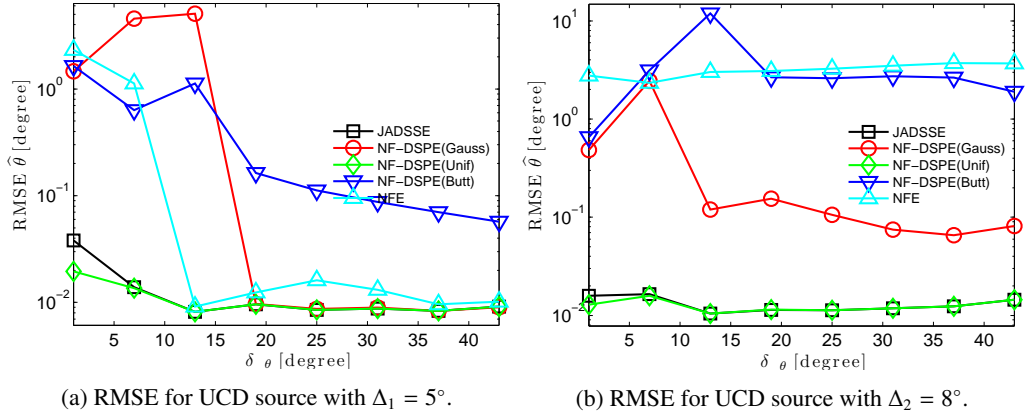 10^0
10^-1
10^-2
RMSE θ̂ [degree]
JADSSE
NF-DSPE(Gauss)
NF-DSPE(Unif)
NF-DSPE(Butt)
NFE
5 10 15 20 25 30 35 40
δ θ [degree]
(a) RMSE for UCD source with Δ₁ = 5°.
10^1
10^0
10^-1
10^-2
RMSE θ̂ [degree]
JADSSE
NF-DSPE(Gauss)
NF-DSPE(Unif)
NF-DSPE(Butt)
NFE
5 10 15 20 25 30 35 40
δ θ [degree]
(b) RMSE for UCD source with Δ₂ = 8°.